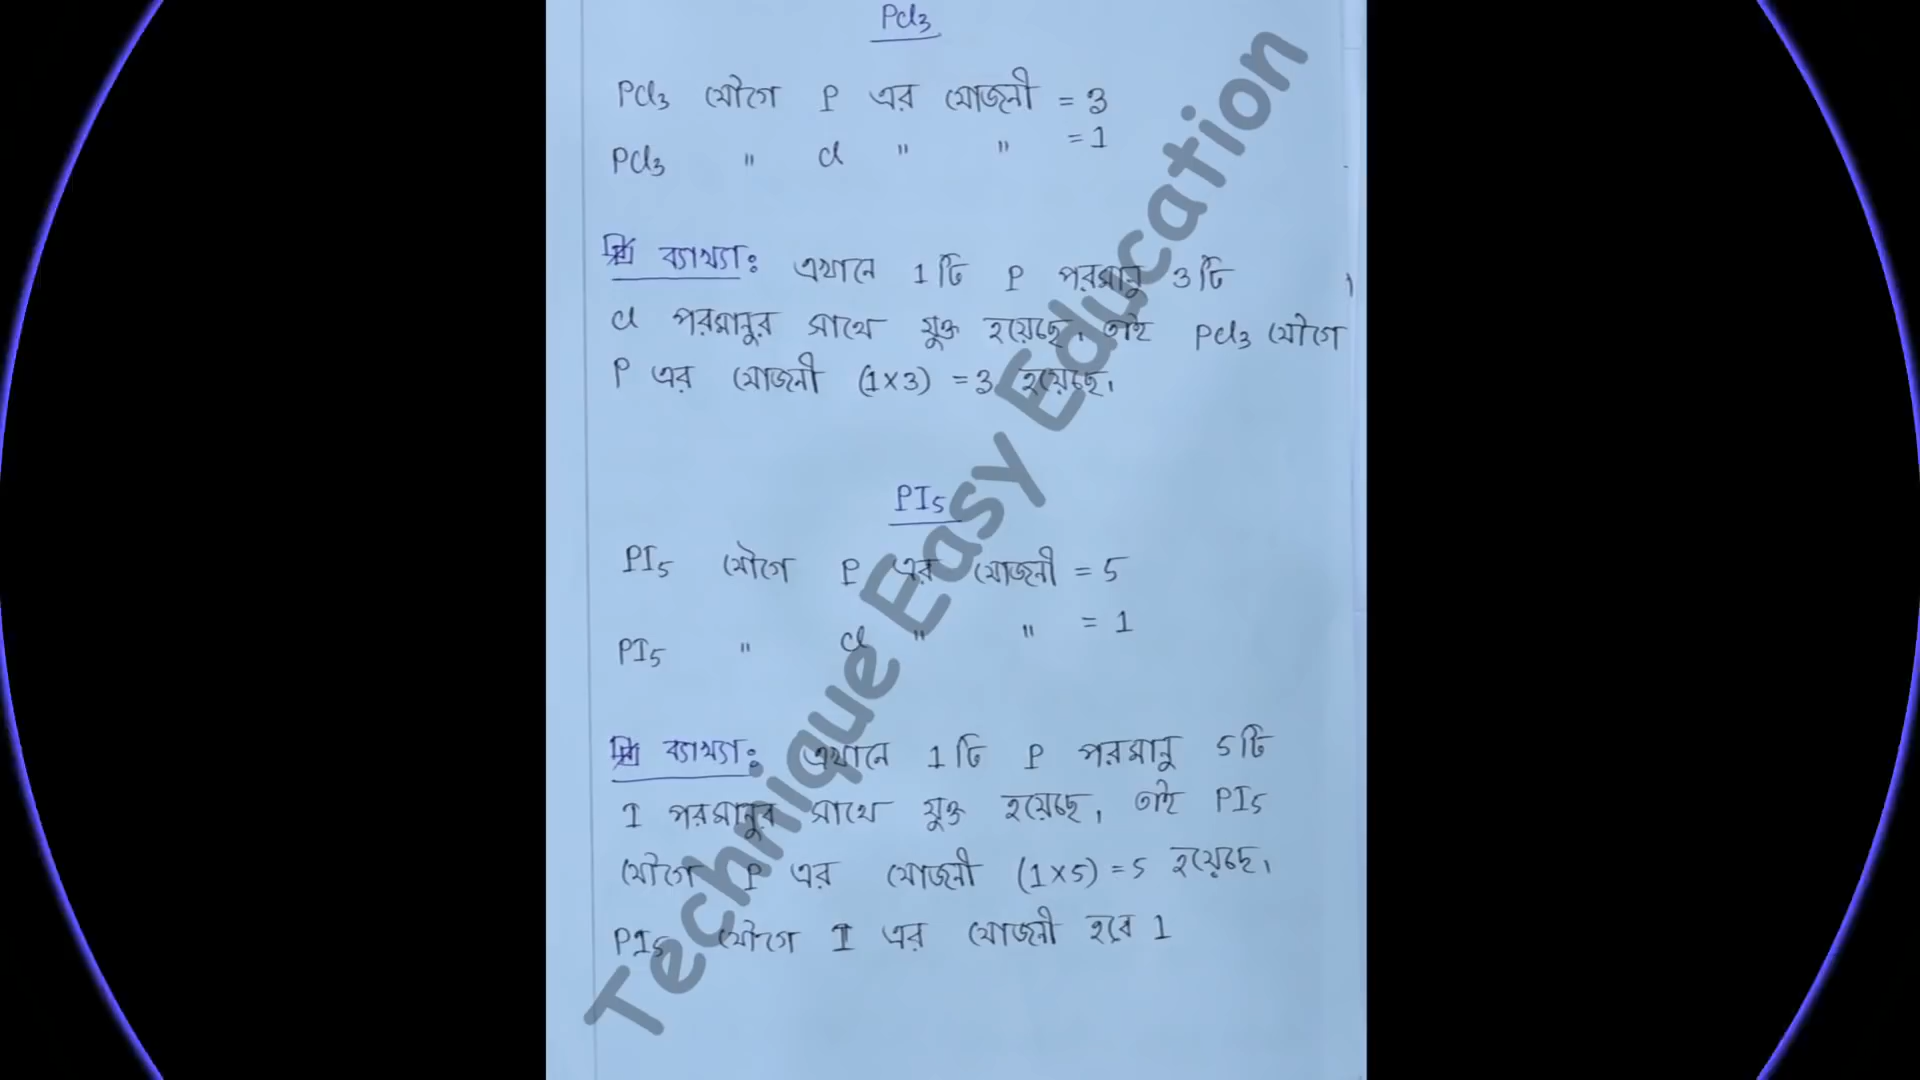 PCl3
PCl3 যৌগে P এর যোজনী = 3
PCl3 " Cl " " = 1
ব্যাখ্যাঃ এখানে 1 টি P পরমানু 3 টি
Cl পরমানুর সাথে যুক্ত হয়েছে, তাই PCl3 যৌগে
P এর যোজনী (1×3) = 3 হয়েছে।
PI5
PI5 যৌগে P এর যোজনী = 5
PI5 " Cl " " = 1
ব্যাখ্যাঃ এখানে 1 টি P পরমানু 5 টি
I পরমানুর সাথে যুক্ত হয়েছে, তাই PI5
যৌগে P এর যোজনী (1×5) = 5 হয়েছে।
PI5 যৌগে I এর যোজনী হবে 1
Technique Easy Education